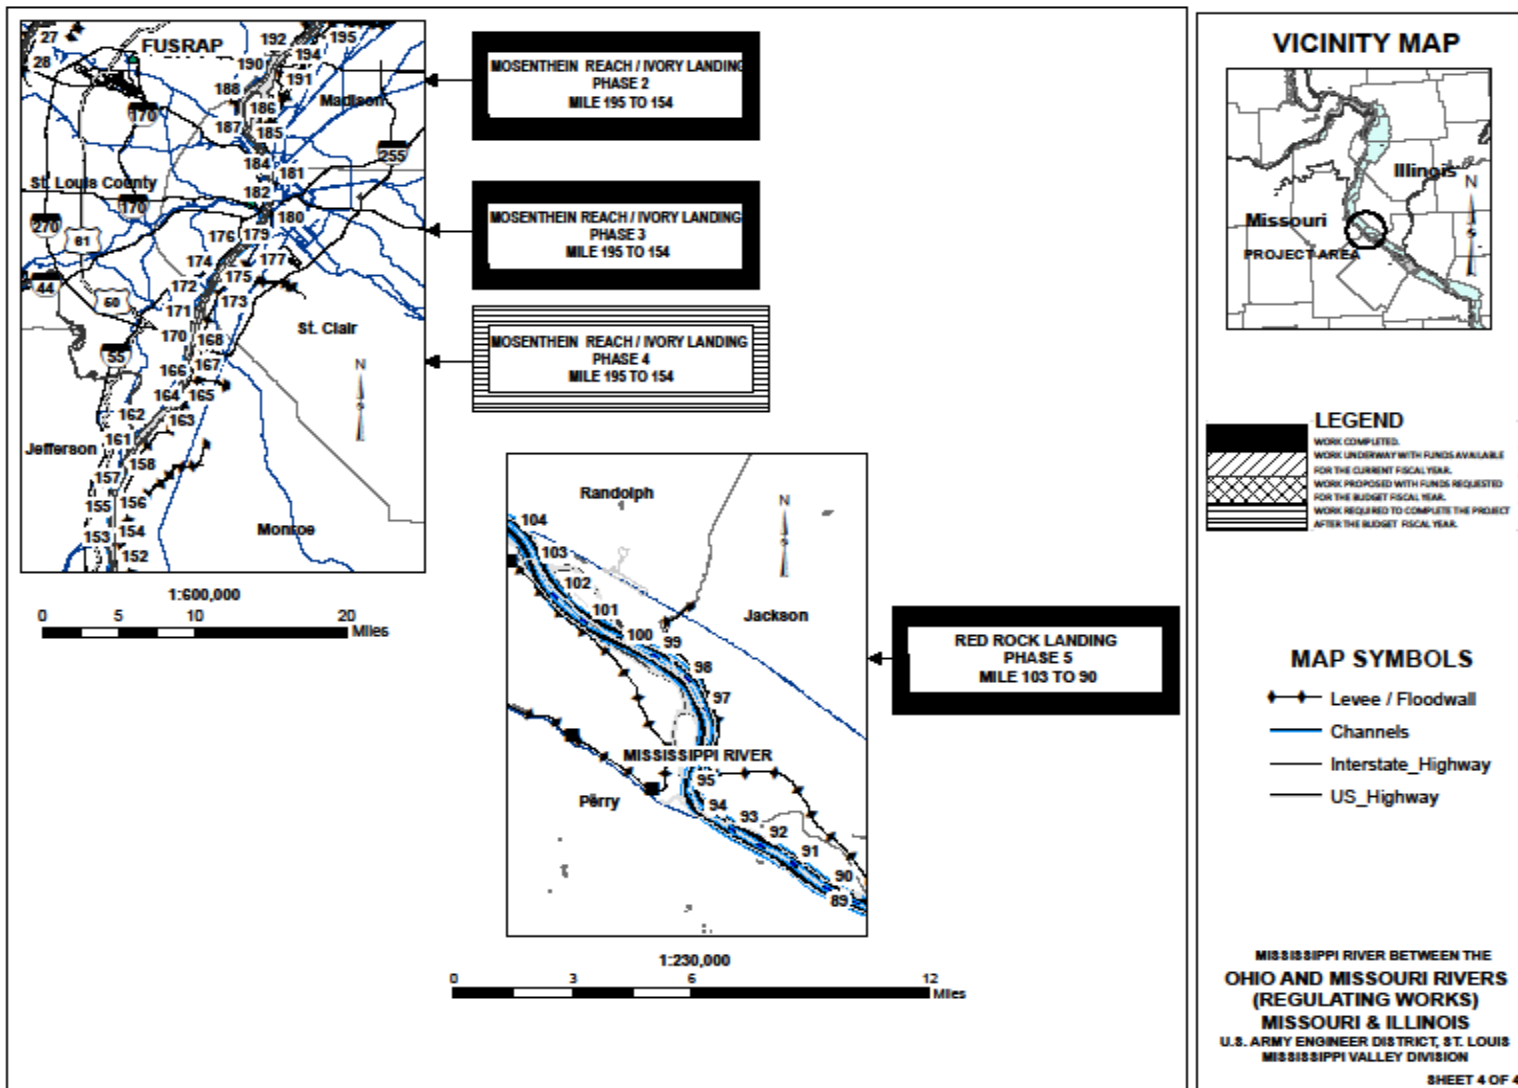 FUSRAP
27
28
192
195
194
190
191
188
Madison
186
170
187
185
255
184
181
St. Louis County
182
170
180
270
179
176
61
177
174
175
44
172
173
50
171
St. Clair
170
168
55
N
166
167
164
165
162
163
Jefferson
161
158
157
156
155
Monroe
154
153
152
1:600,000
0 5 10 20
Miles
MOSENTHEIN REACH / IVORY LANDING
PHASE 2
MILE 195 TO 154
MOSENTHEIN REACH / IVORY LANDING
PHASE 3
MILE 195 TO 154
MOSENTHEIN REACH / IVORY LANDING
PHASE 4
MILE 195 TO 154
Randolph
N
104
103
102
101
Jackson
100
99
98
97
MISSISSIPPI RIVER
95
Perry
94
93
92
91
90
89
1:230,000
0 3 6 12
Miles
RED ROCK LANDING
PHASE 5
MILE 103 TO 90
VICINITY MAP
Illinois
N
Missouri
PROJECT AREA
LEGEND
WORK COMPLETED.
WORK UNDERWAY WITH FUNDS AVAILABLE
FOR THE CURRENT FISCAL YEAR.
WORK PROPOSED WITH FUNDS REQUESTED
FOR THE BUDGET FISCAL YEAR.
WORK REQUIRED TO COMPLETE THE PROJECT
AFTER THE BUDGET FISCAL YEAR.
MAP SYMBOLS
Levee / Floodwall
Channels
Interstate_Highway
US_Highway
MISSISSIPPI RIVER BETWEEN THE
OHIO AND MISSOURI RIVERS
(REGULATING WORKS)
MISSOURI & ILLINOIS
U.S. ARMY ENGINEER DISTRICT, ST. LOUIS
MISSISSIPPI VALLEY DIVISION
SHEET 4 OF 4